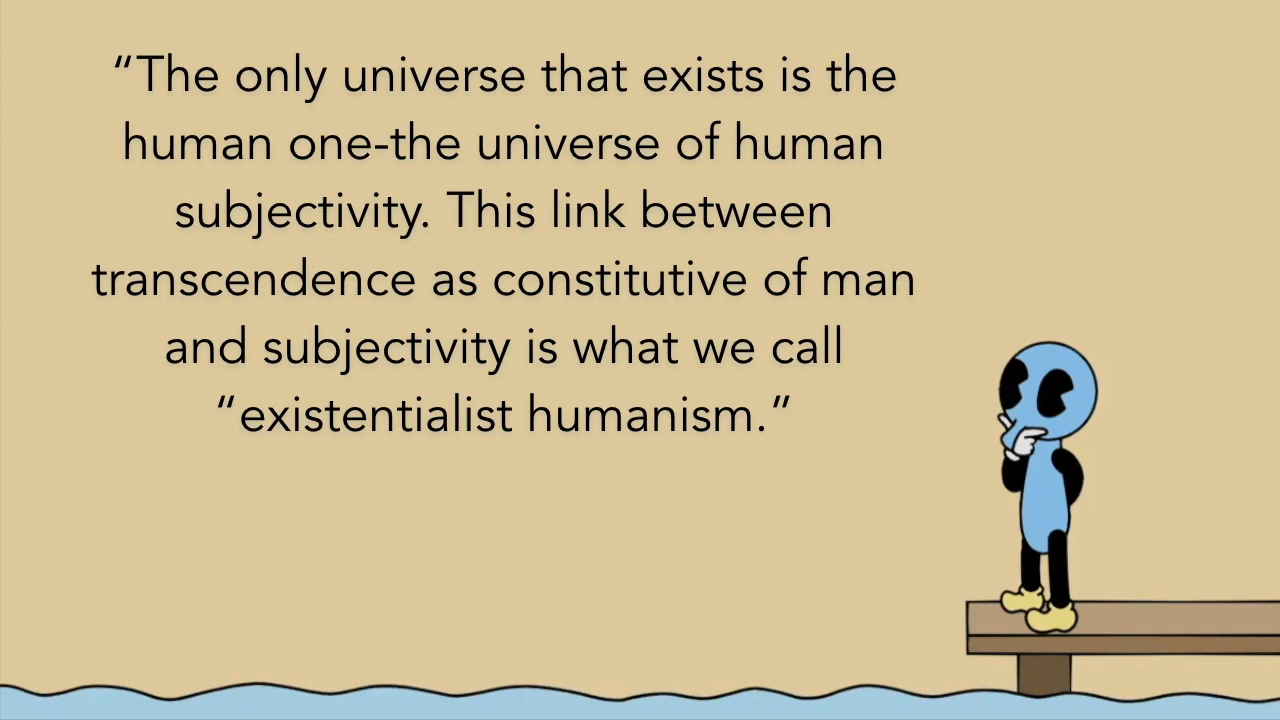 “The only universe that exists is the
human one-the universe of human
subjectivity. This link between
transcendence as constitutive of man
and subjectivity is what we call
“existentialist humanism.”